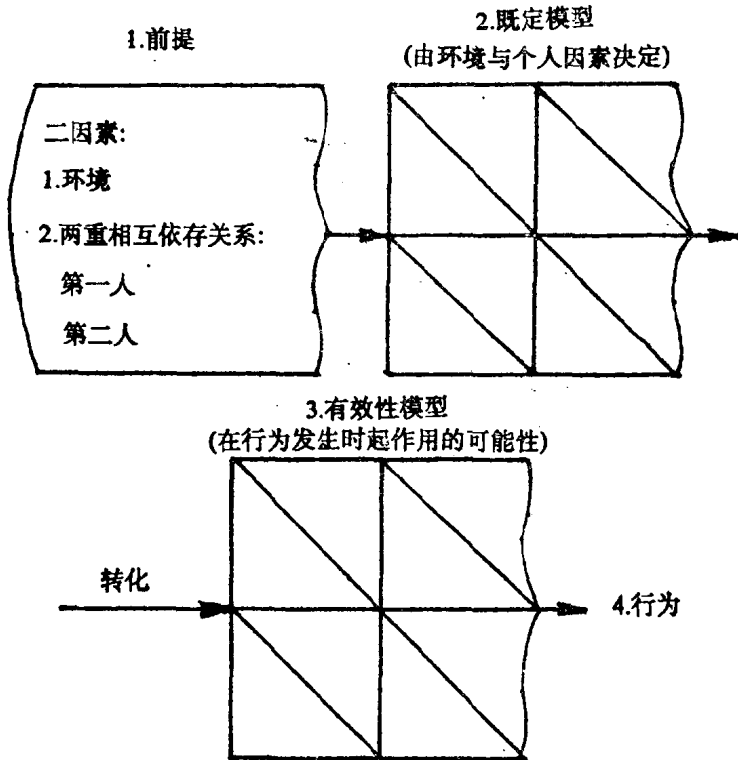 1.前提
2.既定模型
(由环境与个人因素决定)
二因素:
1.环境
2.两重相互依存关系:
第一人
第二人
3.有效性模型
(在行为发生时起作用的可能性)
转化
4.行为